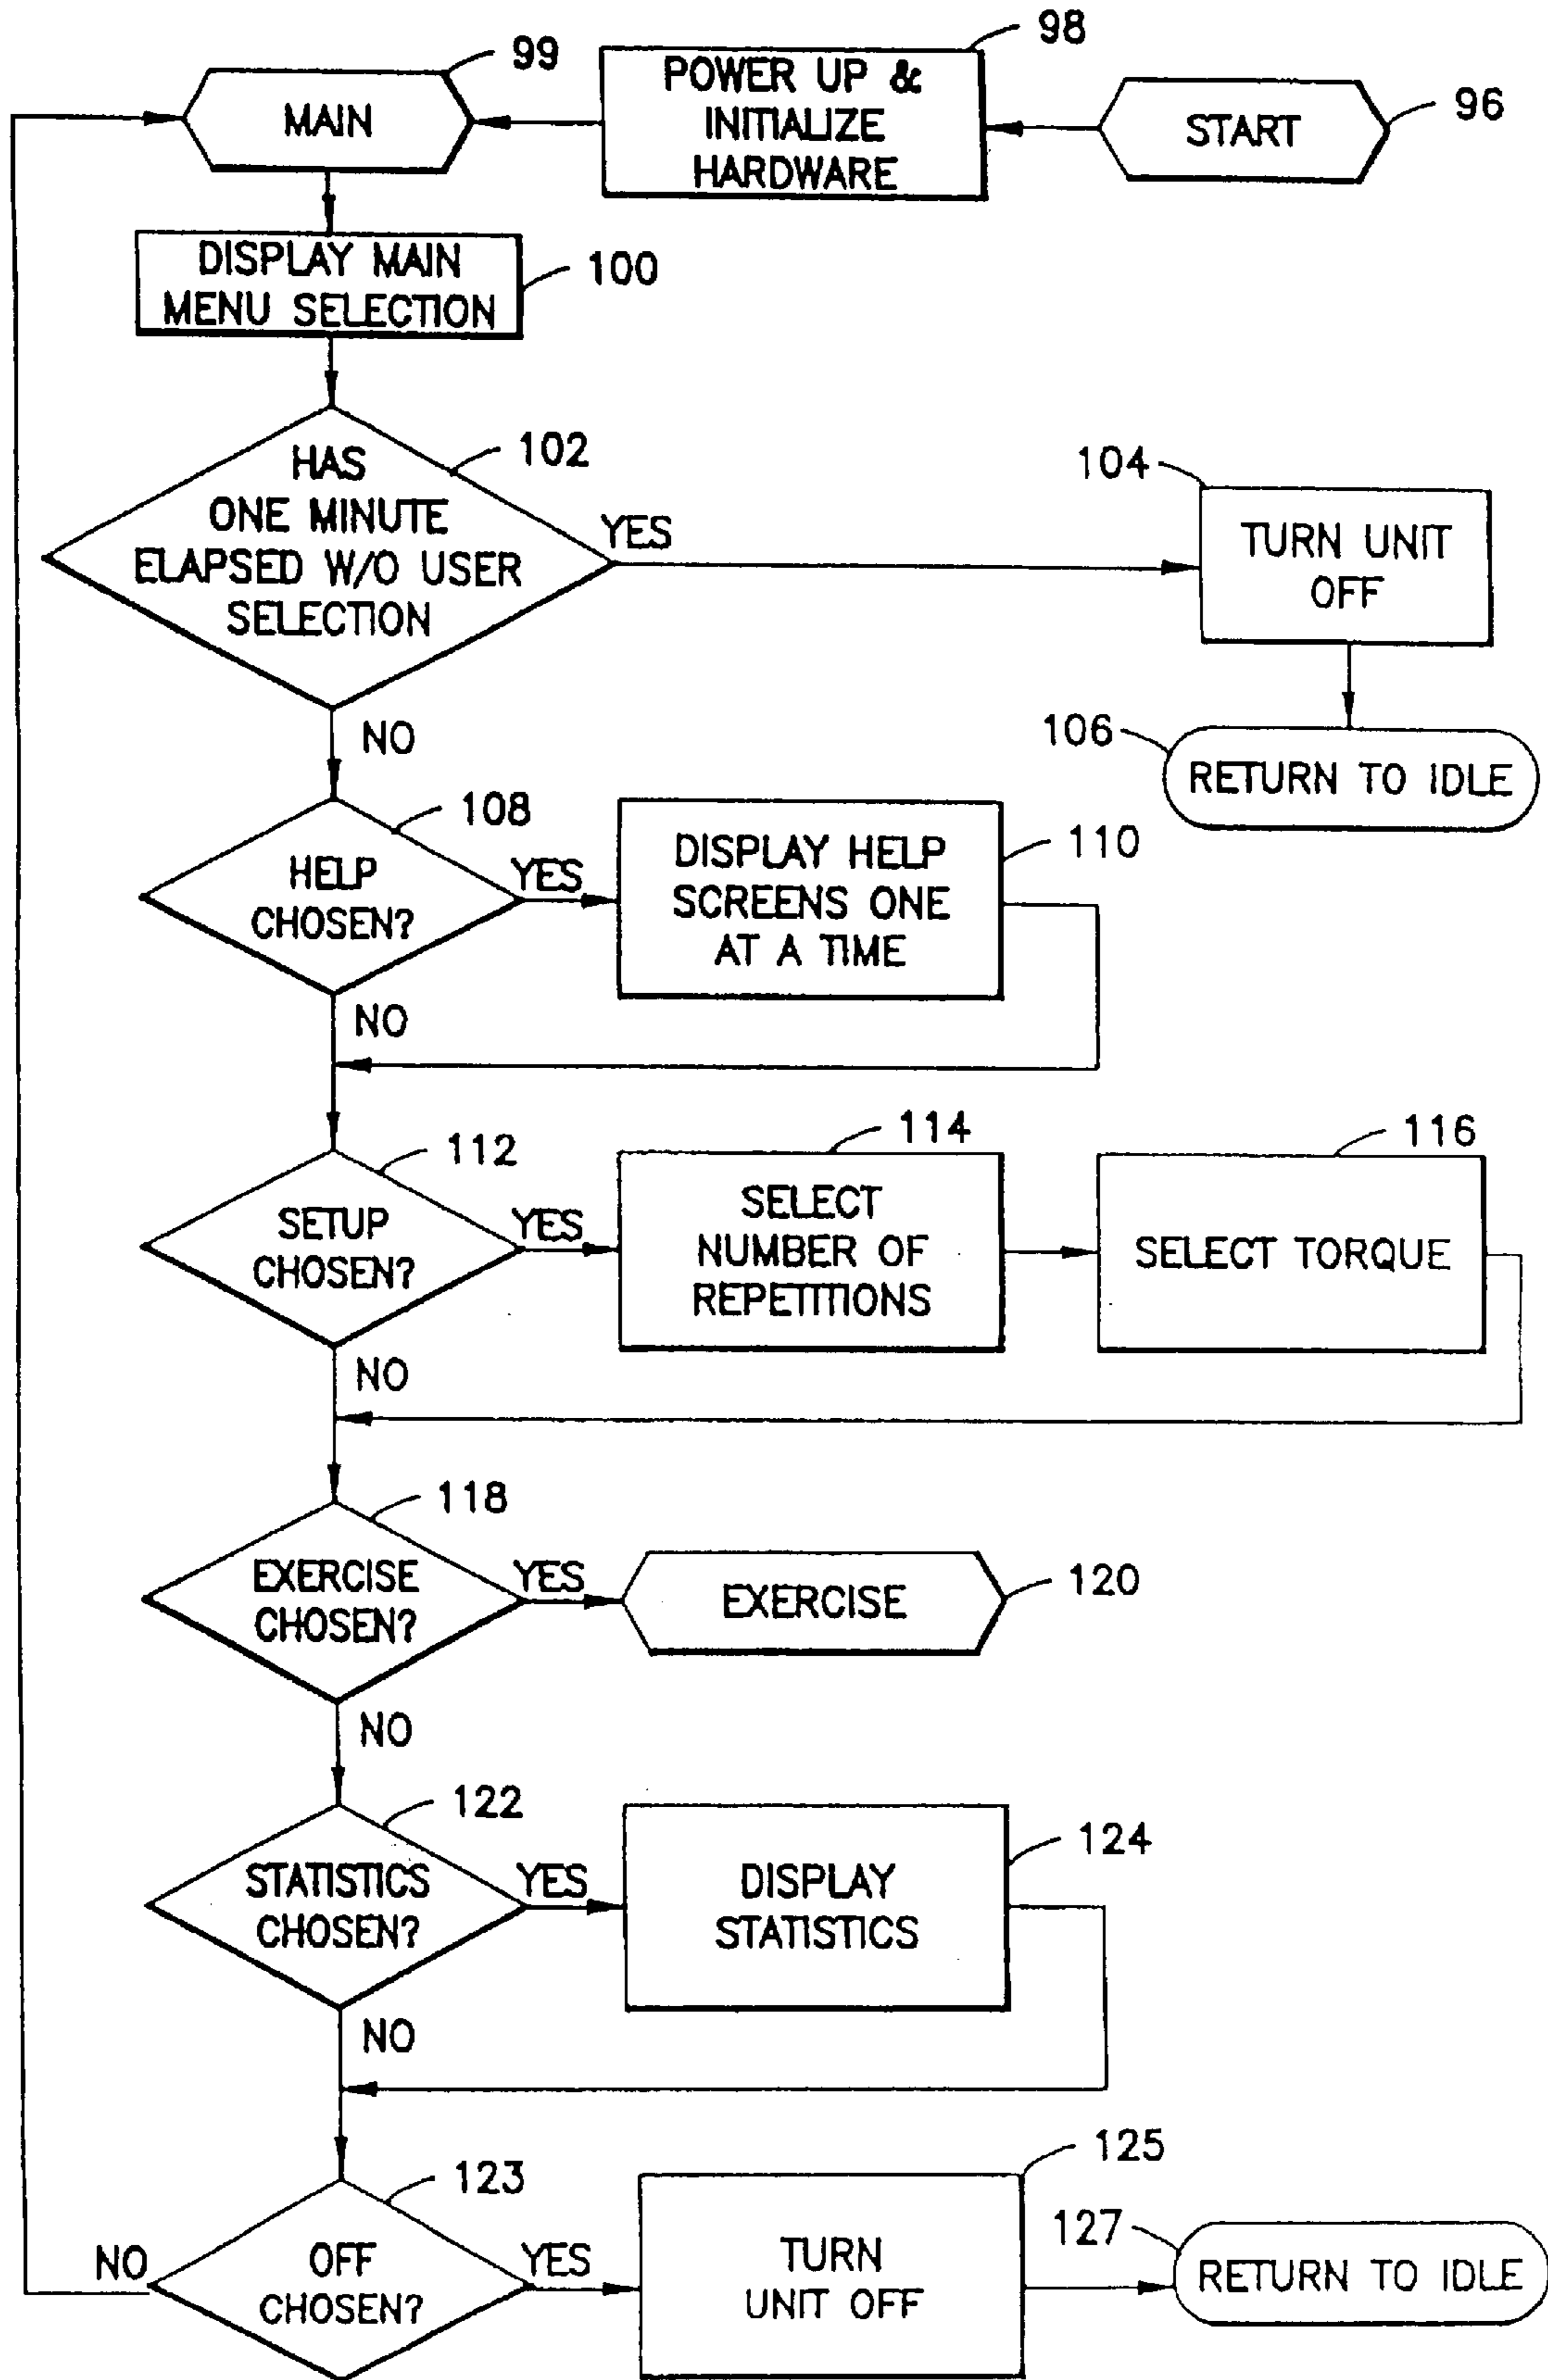 99
MAIN
98
POWER UP &
INITIALIZE
HARDWARE
START
96
DISPLAY MAIN
MENU SELECTION
100
HAS
ONE MINUTE
ELAPSED W/O USER
SELECTION
102
YES
104
TURN UNIT
OFF
106
RETURN TO IDLE
NO
108
HELP
CHOSEN?
YES
DISPLAY HELP
SCREENS ONE
AT A TIME
110
NO
112
SETUP
CHOSEN?
YES
114
SELECT
NUMBER OF
REPETITIONS
116
SELECT TORQUE
NO
118
EXERCISE
CHOSEN?
YES
EXERCISE
120
NO
122
STATISTICS
CHOSEN?
YES
DISPLAY
STATISTICS
124
NO
123
OFF
CHOSEN?
NO
YES
125
TURN
UNIT OFF
127
RETURN TO IDLE